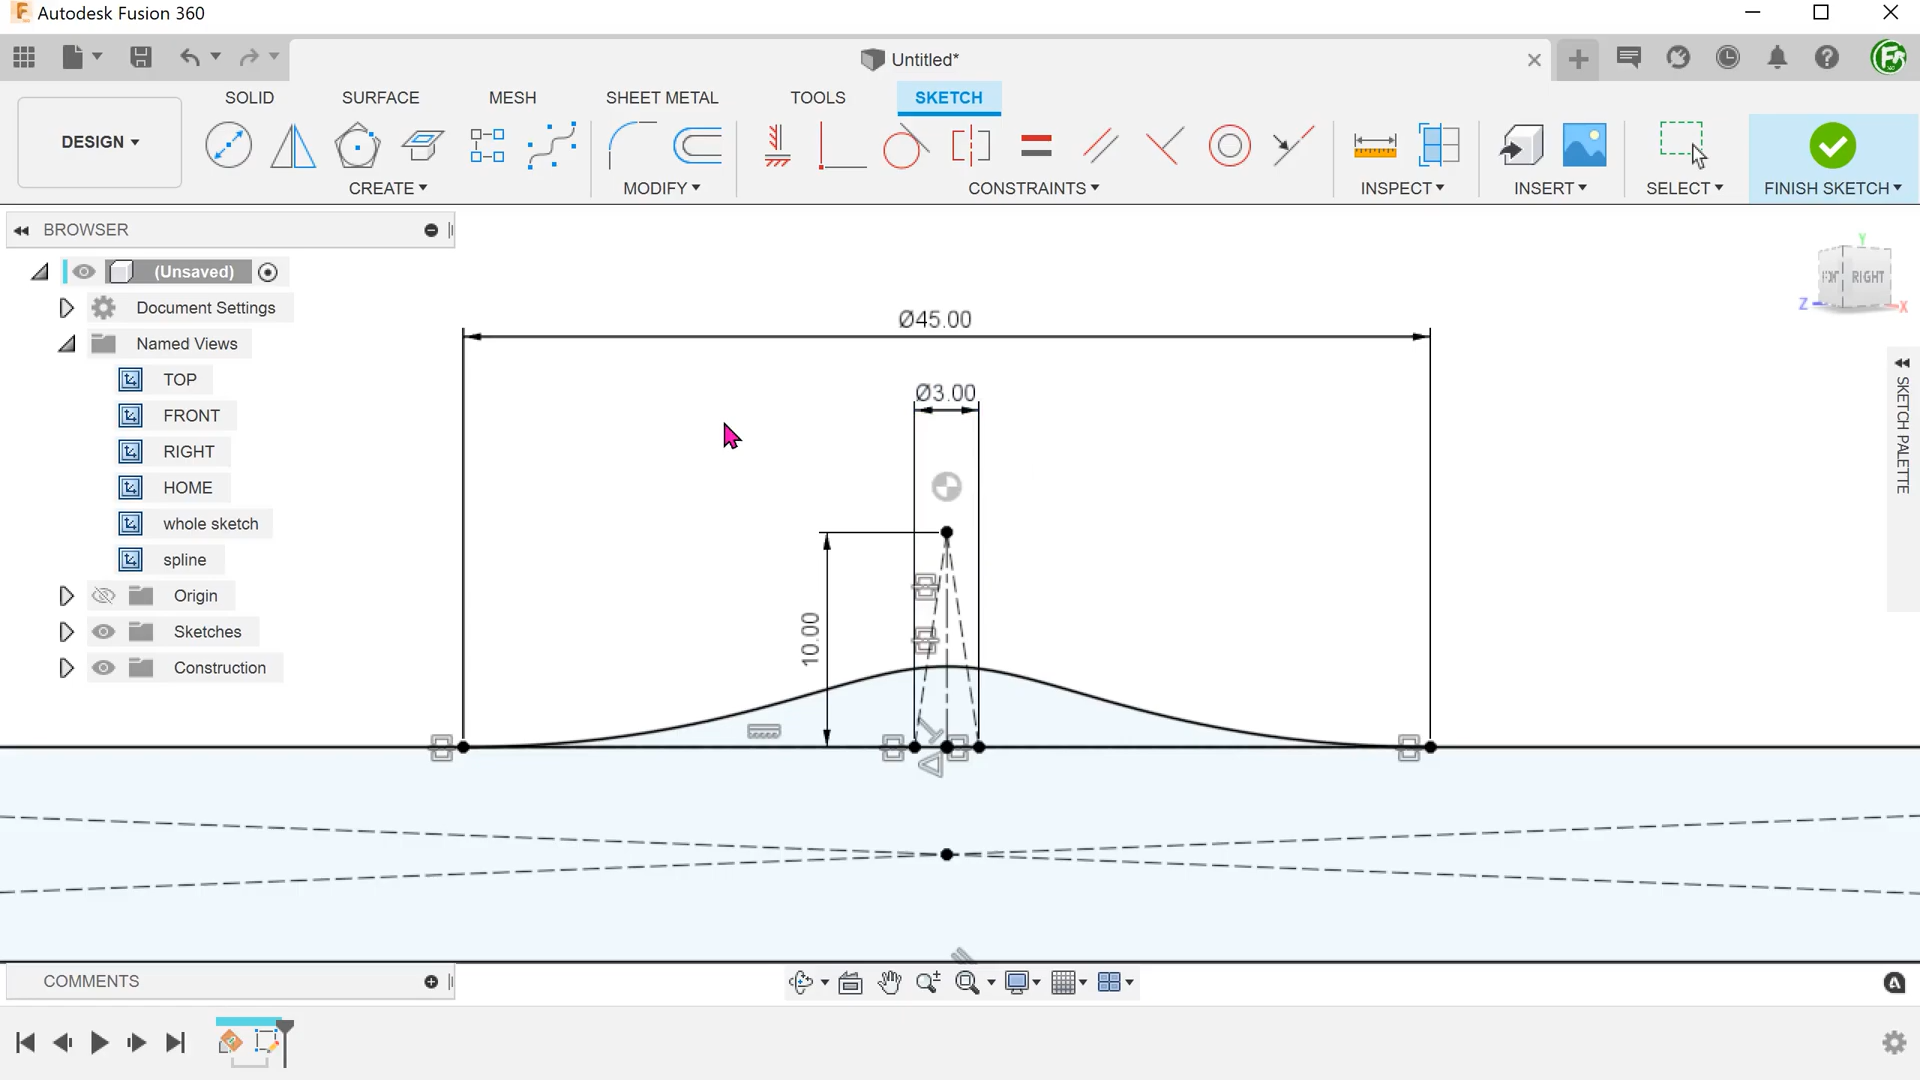 Autodesk Fusion 360
Untitled*
SOLID SURFACE MESH SHEET METAL TOOLS SKETCH
DESIGN
CREATE MODIFY CONSTRAINTS INSPECT INSERT SELECT FINISH SKETCH
BROWSER
(Unsaved)
Document Settings
Named Views
TOP
FRONT
RIGHT
HOME
whole sketch
spline
Origin
Sketches
Construction
Ø45.00
Ø3.00
10.00
Y
RIGHT
Z
X
SKETCH PALETTE
COMMENTS